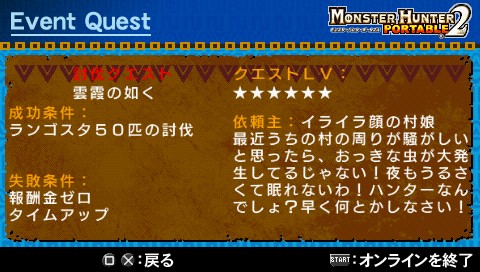 Event Quest
MONSTER HUNTER
PORTABLE 2
討伐クエスト
雲霞の如く
成功条件：
ランゴスタ５０匹の討伐
失敗条件：
報酬金ゼロ
タイムアップ
クエストＬＶ：
★★★★★★
依頼主：イライラ顔の村娘
最近うちの村の周りが騒がしい
と思ったら、おっきな虫が大発
生してるじゃない！夜もうるさ
くて眠れないわ！ハンターなん
でしょ？早く何とかしなさい！
□×:戻る
START:オンラインを終了